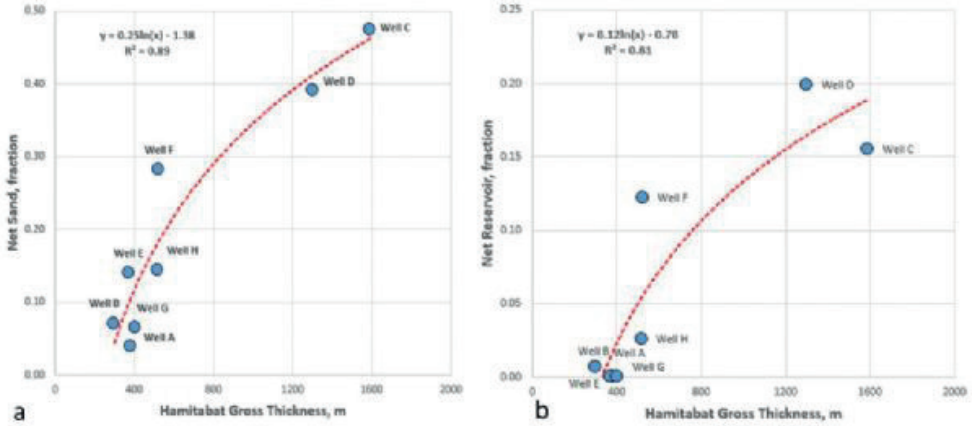 0.50
y = 0.25ln(x) - 1.38
R² = 0.89
Well C
0.40
Well D
0.30
Well F
0.20
Well E
Well H
0.10
Well B
Well G
Well A
0.00
0
400
800
1200
1600
2000
Net Sand, fraction
Hamitabat Gross Thickness, m
a
0.25
y = 0.12ln(x) - 0.70
R² = 0.81
0.20
Well D
0.15
Well C
Well F
0.10
0.05
Well H
Well B
Well A
Well G
Well E
0.00
0
400
800
1200
1600
2000
Net Reservoir, fraction
Hamitabat Gross Thickness, m
b